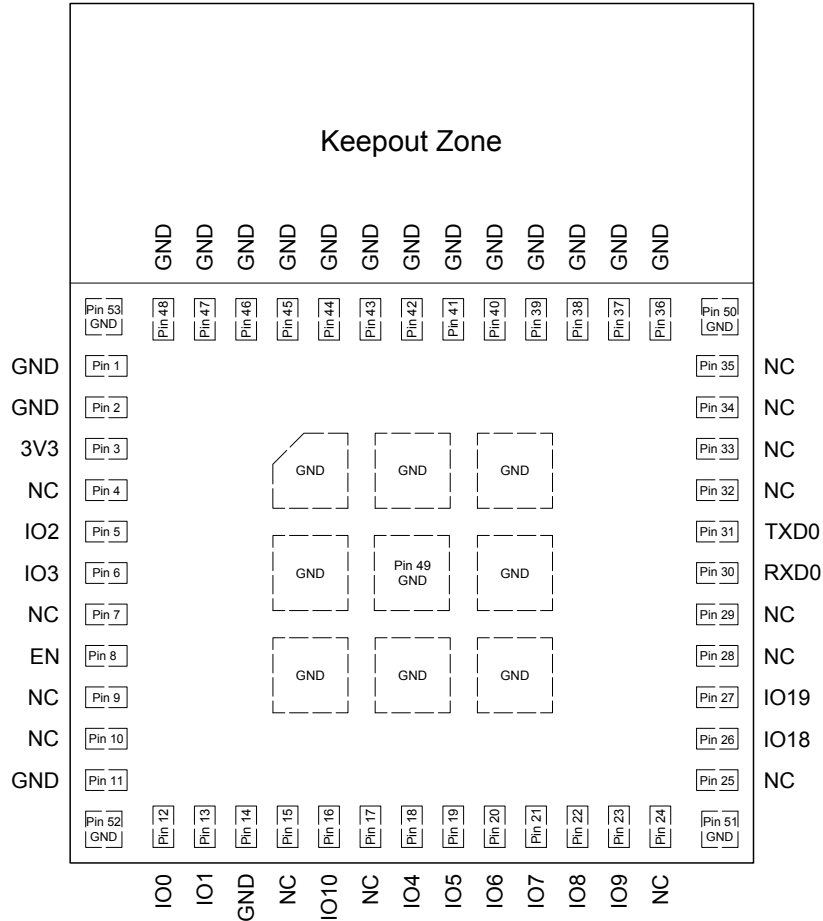 Keepout Zone
GND GND GND GND GND GND GND GND GND GND GND GND GND
Pin 53 GND
Pin 48 Pin 47 Pin 46 Pin 45 Pin 44 Pin 43 Pin 42 Pin 41 Pin 40 Pin 39 Pin 38 Pin 37 Pin 36
Pin 50 GND
GND Pin 1 Pin 35 NC
GND Pin 2 Pin 34 NC
3V3 Pin 3 Pin 33 NC
GND GND GND
NC Pin 4 Pin 32 NC
IO2 Pin 5 Pin 31 TXD0
IO3 Pin 6 Pin 30 RXD0
GND Pin 49 GND GND
NC Pin 7 Pin 29 NC
EN Pin 8 Pin 28 NC
GND GND GND
NC Pin 9 Pin 27 IO19
NC Pin 10 Pin 26 IO18
GND Pin 11 Pin 25 NC
Pin 52 GND
Pin 12 Pin 13 Pin 14 Pin 15 Pin 16 Pin 17 Pin 18 Pin 19 Pin 20 Pin 21 Pin 22 Pin 23 Pin 24
Pin 51 GND
IO0 IO1 GND NC IO10 NC IO4 IO5 IO6 IO7 IO8 IO9 NC